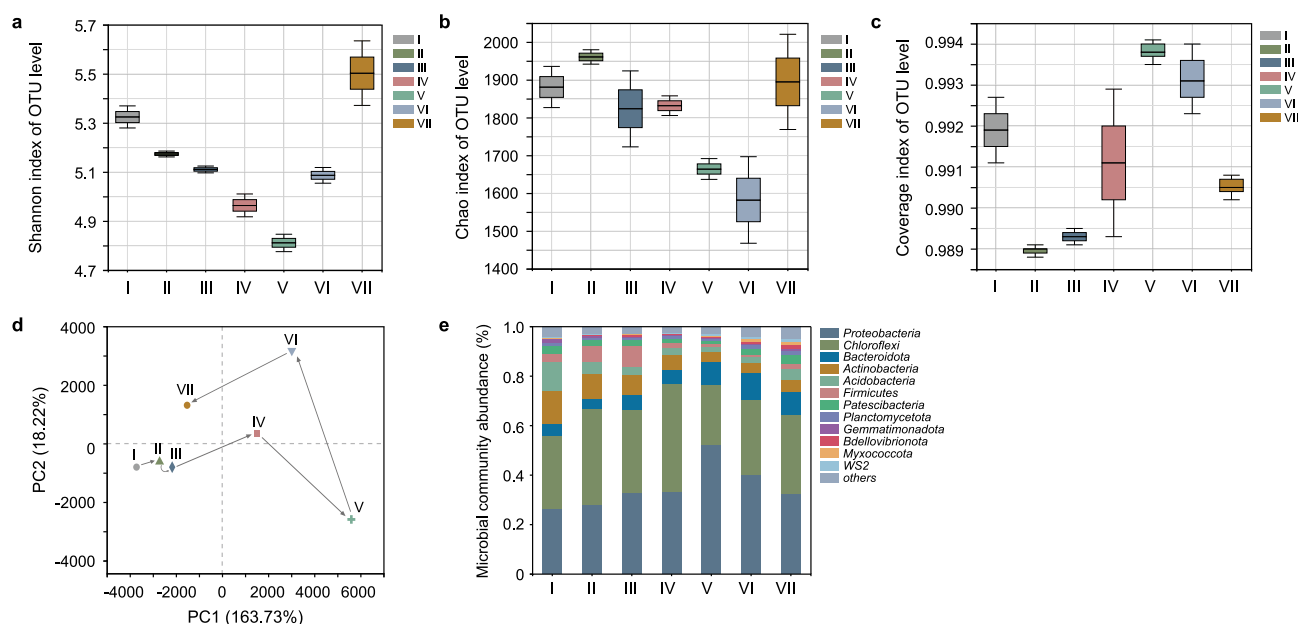 a
5.7
5.5
5.3
5.1
4.9
4.7
Shannon index of OTU level
I
II
III
IV
V
VI
VII
I
II
III
IV
V
VI
VII
b
2000
1900
1800
1700
1600
1500
1400
Chao index of OTU level
I
II
III
IV
V
VI
VII
I
II
III
IV
V
VI
VII
c
0.994
0.993
0.992
0.991
0.990
0.989
Coverage index of OTU level
I
II
III
IV
V
VI
VII
I
II
III
IV
V
VI
VII
d
4000
2000
0
-2000
-4000
PC2 (18.22%)
I
II
III
IV
V
VI
VII
-4000
-2000
0
2000
4000
6000
PC1 (163.73%)
e
1.0
0.8
0.6
0.4
0.2
0
Microbial community abundance (%)
I
II
III
IV
V
VI
VII
Proteobacteria
Chloroflexi
Bacteroidota
Actinobacteria
Acidobacteria
Firmicutes
Patescibacteria
Planctomycetota
Gemmatimonadota
Bdellovibrionota
Myxococcota
WS2
others